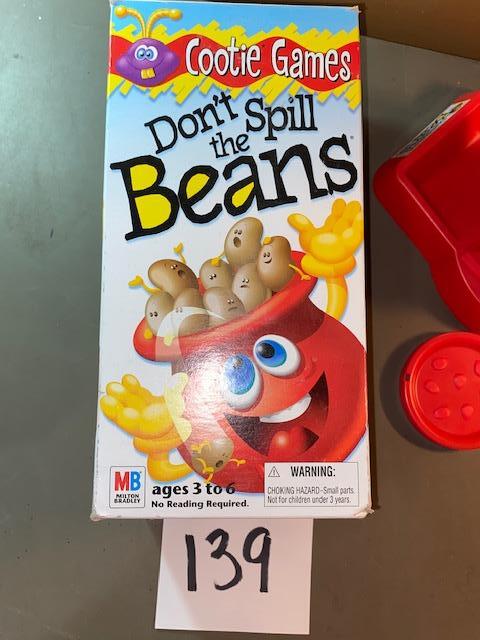 Cootie Games
Don't Spill
the
Beans
MB
MILTON
BRADLEY
ages 3 to 6
No Reading Required.
WARNING:
CHOKING HAZARD-Small parts.
Not for children under 3 years.
139